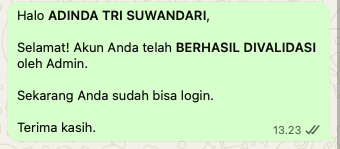 Halo ADINDA TRI SUWANDARI,
Selamat! Akun Anda telah BERHASIL DIVALIDASI
oleh Admin.
Sekarang Anda sudah bisa login.
Terima kasih.
13.23